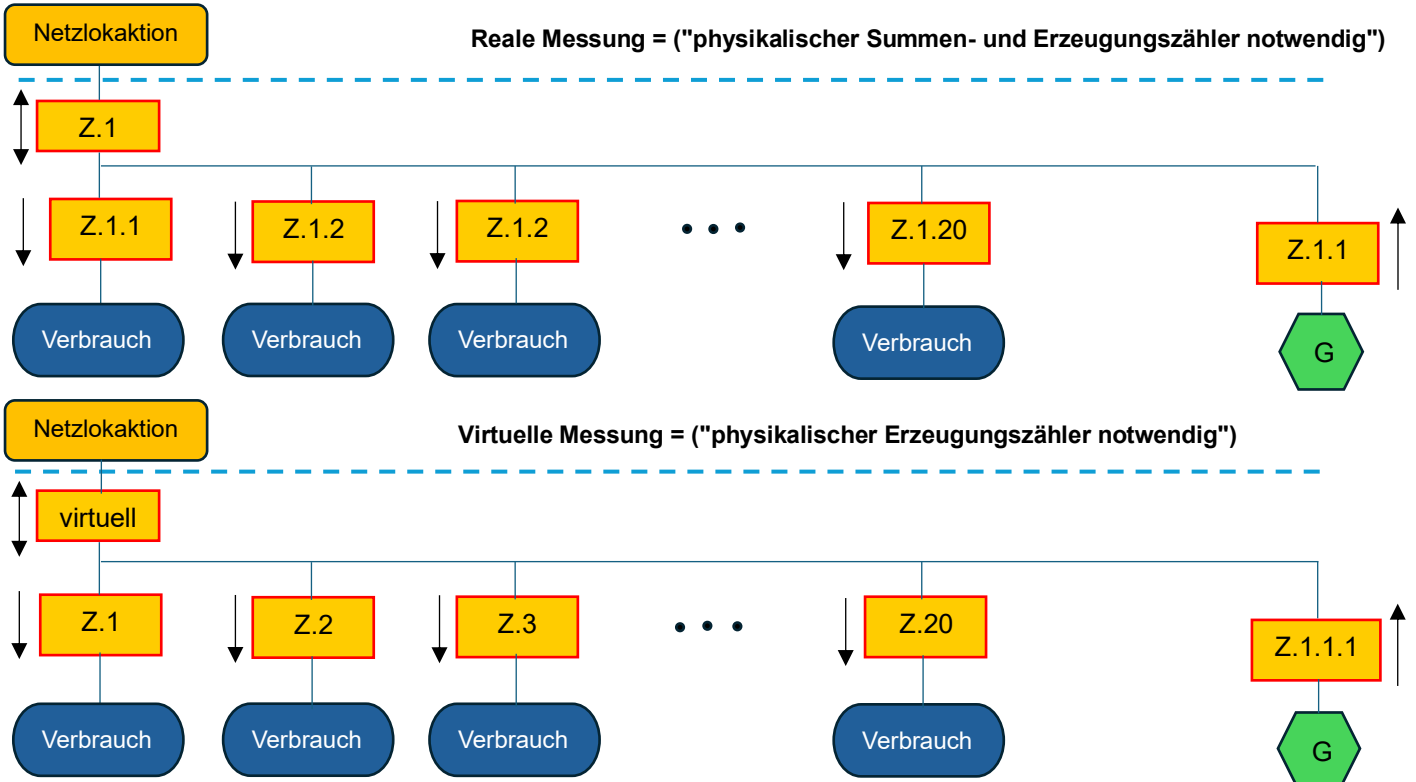 Netzlokaktion
Reale Messung = ("physikalischer Summen- und Erzeugungszähler notwendig")
Z.1
Z.1.1
Z.1.2
Z.1.2
Z.1.20
Z.1.1
Verbrauch
Verbrauch
Verbrauch
Verbrauch
G
Netzlokaktion
Virtuelle Messung = ("physikalischer Erzeugungszähler notwendig")
virtuell
Z.1
Z.2
Z.3
Z.20
Z.1.1.1
Verbrauch
Verbrauch
Verbrauch
Verbrauch
G